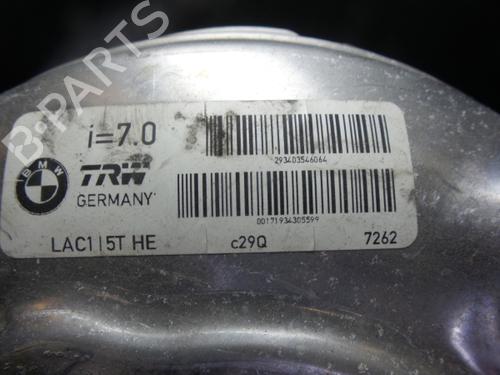 B-PARTS
i=7.0
293403546064
BMW
TRW
GERMANY
00171934305599
LAC1 | 5T HE
c29Q
7262